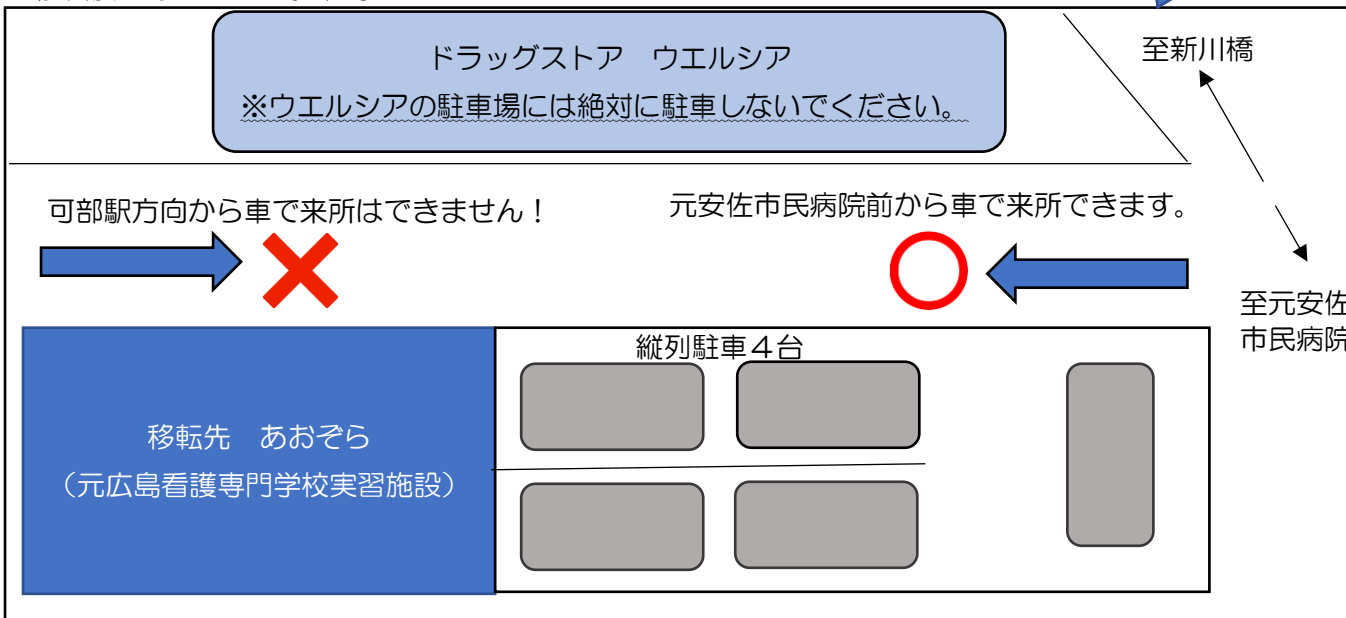 ドラッグストア　ウエルシア
※ウエルシアの駐車場には絶対に駐車しないでください。
至新川橋
可部駅方向から車で来所はできません！
元安佐市民病院前から車で来所できます。
至元安佐
市民病院
縦列駐車４台
移転先　あおぞら
（元広島看護専門学校実習施設）